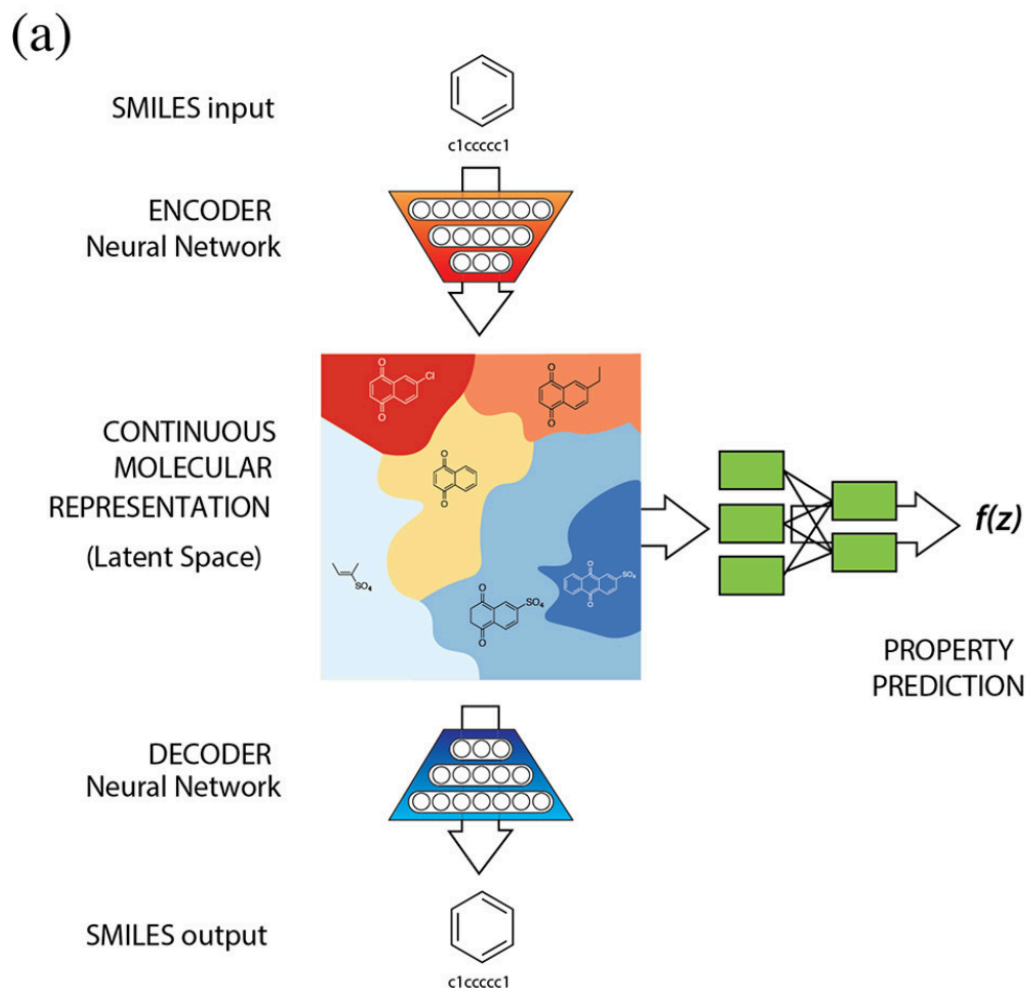 (a)
SMILES input
c1ccccc1
ENCODER
Neural Network
CONTINUOUS
MOLECULAR
REPRESENTATION
(Latent Space)
O
Cl
O
O
O
O
O
SO₄
O
SO₄
O
O
SO₄
O
f(z)
PROPERTY
PREDICTION
DECODER
Neural Network
SMILES output
c1ccccc1